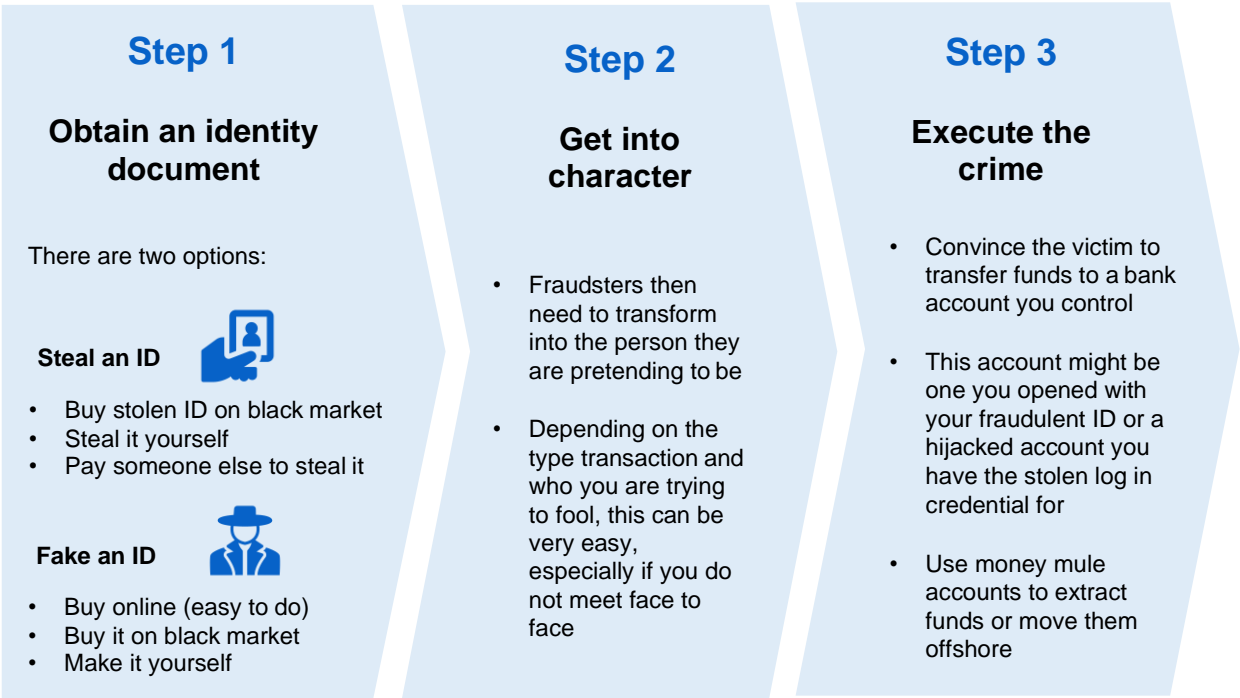 Step 1
Obtain an identity
document
There are two options:
Steal an ID
• Buy stolen ID on black market
• Steal it yourself
• Pay someone else to steal it
Fake an ID
• Buy online (easy to do)
• Buy it on black market
• Make it yourself
Step 2
Get into
character
• Fraudsters then
need to transform
into the person they
are pretending to be
• Depending on the
type transaction and
who you are trying
to fool, this can be
very easy,
especially if you do
not meet face to
face
Step 3
Execute the
crime
• Convince the victim to
transfer funds to a bank
account you control
• This account might be
one you opened with
your fraudulent ID or a
hijacked account you
have the stolen log in
credential for
• Use money mule
accounts to extract
funds or move them
offshore